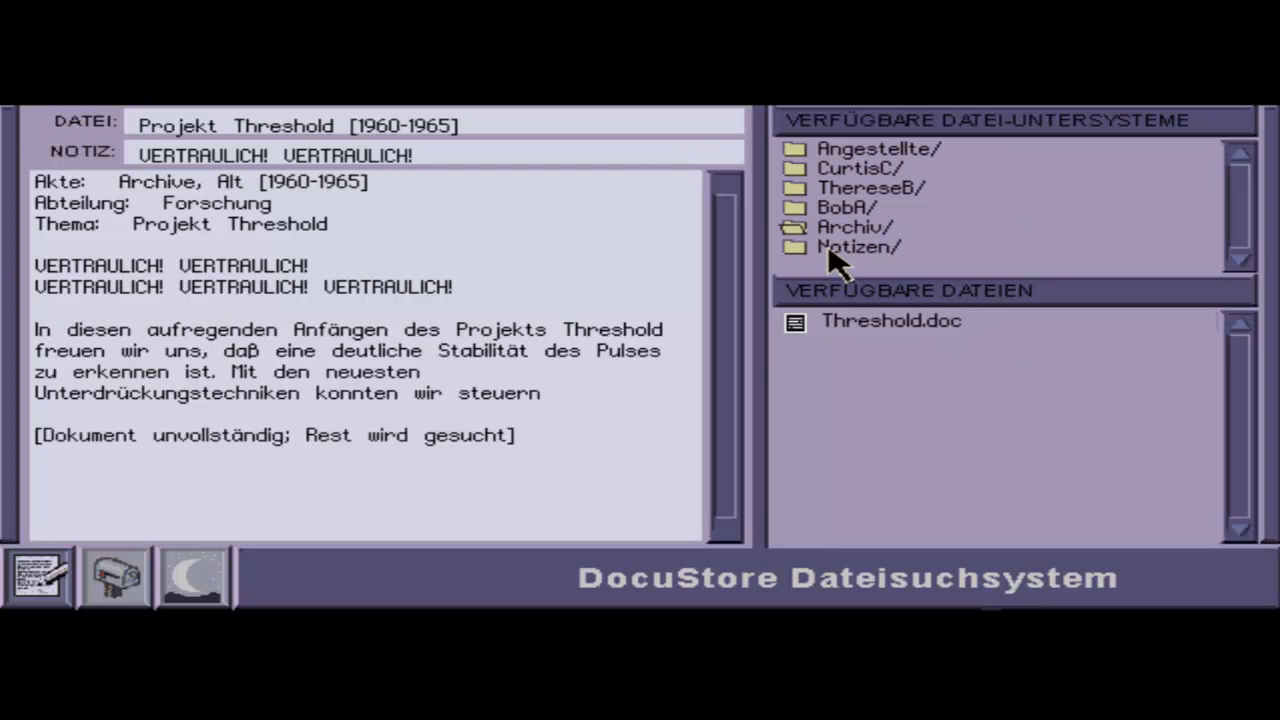 DATEI: Projekt Threshold [1960-1965]
NOTIZ: VERTRAULICH! VERTRAULICH!
Akte: Archive, Alt [1960-1965]
Abteilung: Forschung
Thema: Projekt Threshold
VERTRAULICH! VERTRAULICH!
VERTRAULICH! VERTRAULICH! VERTRAULICH!
In diesen aufregenden Anfängen des Projekts Threshold
freuen wir uns, daß eine deutliche Stabilität des Pulses
zu erkennen ist. Mit den neuesten
Unterdrückungstechniken konnten wir steuern
[Dokument unvollständig; Rest wird gesucht]
VERFÜGBARE DATEI-UNTERSYSTEME
Angestellte/
CurtisC/
ThereseB/
BobA/
Archiv/
Notizen/
VERFÜGBARE DATEIEN
Threshold.doc
DocuStore Dateisuchsystem